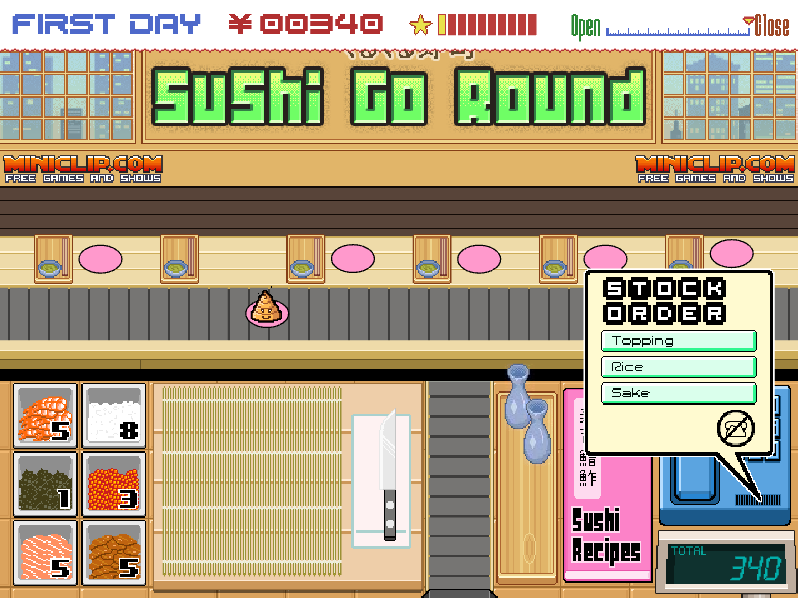 FIRST DAY ¥00340 Open Close
Sushi Go Round
MINICLIP.COM
FREE GAMES AND SHOWS
MINICLIP.COM
FREE GAMES AND SHOWS
STOCK
ORDER
Topping
Rice
Sake
5
8
1
3
5
5
Sushi
Recipes
TOTAL
340